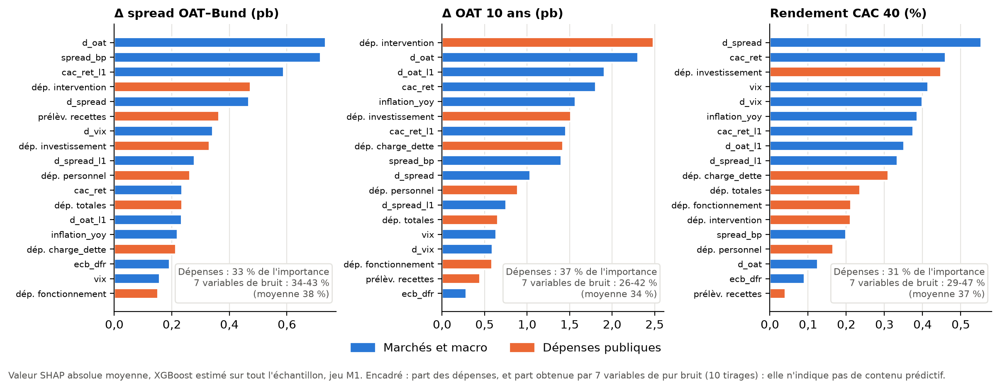 Δ spread OAT–Bund (pb)
d_oat
spread_bp
cac_ret_l1
dép. intervention
d_spread
prélèv. recettes
d_vix
dép. investissement
d_spread_l1
dép. personnel
cac_ret
dép. totales
d_oat_l1
inflation_yoy
dép. charge_dette
ecb_dfr
vix
dép. fonctionnement
Dépenses : 33 % de l'importance
7 variables de bruit : 34-43 %
(moyenne 38 %)
0,0 0,2 0,4 0,6
Δ OAT 10 ans (pb)
dép. intervention
d_oat
d_oat_l1
cac_ret
inflation_yoy
dép. investissement
cac_ret_l1
dép. charge_dette
spread_bp
d_spread
dép. personnel
d_spread_l1
dép. totales
vix
d_vix
dép. fonctionnement
prélèv. recettes
ecb_dfr
Dépenses : 37 % de l'importance
7 variables de bruit : 26-42 %
(moyenne 34 %)
0,0 0,5 1,0 1,5 2,0 2,5
Rendement CAC 40 (%)
d_spread
cac_ret
dép. investissement
vix
d_vix
inflation_yoy
cac_ret_l1
d_oat_l1
d_spread_l1
dép. charge_dette
dép. totales
dép. fonctionnement
dép. intervention
spread_bp
dép. personnel
d_oat
ecb_dfr
prélèv. recettes
Dépenses : 31 % de l'importance
7 variables de bruit : 29-47 %
(moyenne 37 %)
0,0 0,1 0,2 0,3 0,4 0,5
Marchés et macro
Dépenses publiques
Valeur SHAP absolue moyenne, XGBoost estimé sur tout l'échantillon, jeu M1. Encadré : part des dépenses, et part obtenue par 7 variables de pur bruit (10 tirages) : elle n'indique pas de contenu prédictif.